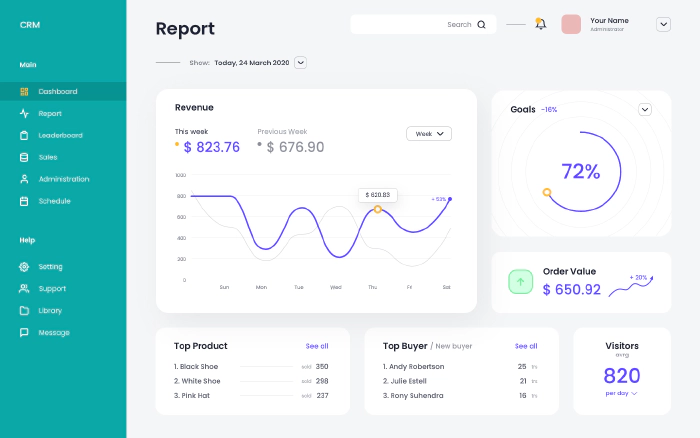 CRM
Main
Dashboard
Report
Leaderboard
Sales
Administration
Schedule
Help
Setting
Support
Library
Message
Report
Search
Your Name
Administrator
Show: Today, 24 March 2020
Revenue
This week
$ 823.76
Previous Week
$ 676.90
Week
1000
800
600
400
200
0
$ 620.83
+ 53%
Sun Mon Tue Wed Thu Fri Sat
Goals -16%
72%
Order Value
$ 650.92
+ 20%
Top Product See all
1. Black Shoe sold 350
2. White Shoe sold 298
3. Pink Hat sold 237
Top Buyer / New buyer See all
1. Andy Robertson 25
2. Julie Estell 21
3. Rony Suhendra 16
Visitors
avrg
820
per day